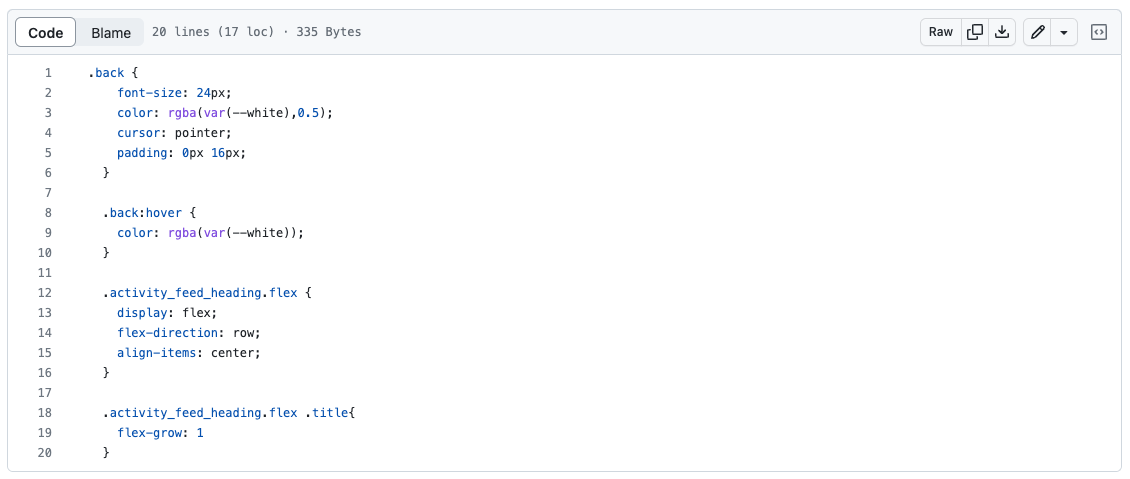 Code Blame 20 lines (17 loc) · 335 Bytes Raw
1 .back {
2 font-size: 24px;
3 color: rgba(var(--white),0.5);
4 cursor: pointer;
5 padding: 0px 16px;
6 }
7
8 .back:hover {
9 color: rgba(var(--white));
10 }
11
12 .activity_feed_heading.flex {
13 display: flex;
14 flex-direction: row;
15 align-items: center;
16 }
17
18 .activity_feed_heading.flex .title{
19 flex-grow: 1
20 }